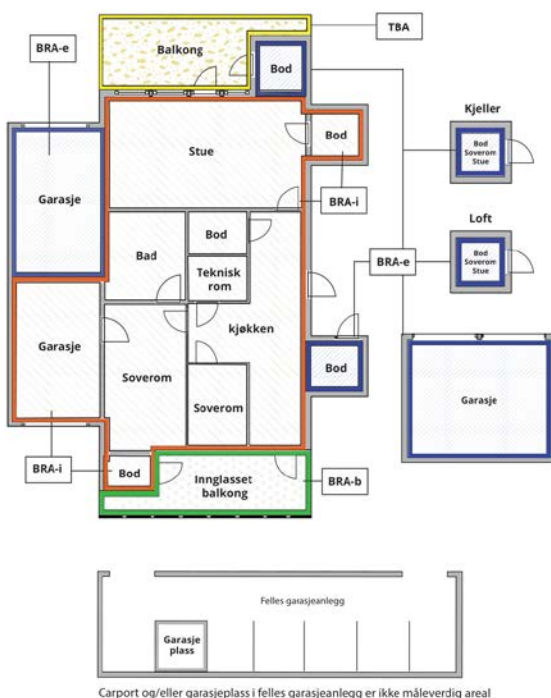 TBA
BRA-e
Balkong
Bod
Kjeller
Bod
Soverom
Stue
Stue
Bod
BRA-i
Garasje
Loft
Bod
Soverom
Stue
BRA-e
Bad
Bod
Teknisk
rom
kjøkken
Garasje
Soverom
Soverom
Bod
Garasje
BRA-i
Bod
Innglasset
balkong
BRA-b
Felles garasjeanlegg
Garasje
plass
Carport og/eller garasjeplass i felles garasjeanlegg er ikke måleverdig areal